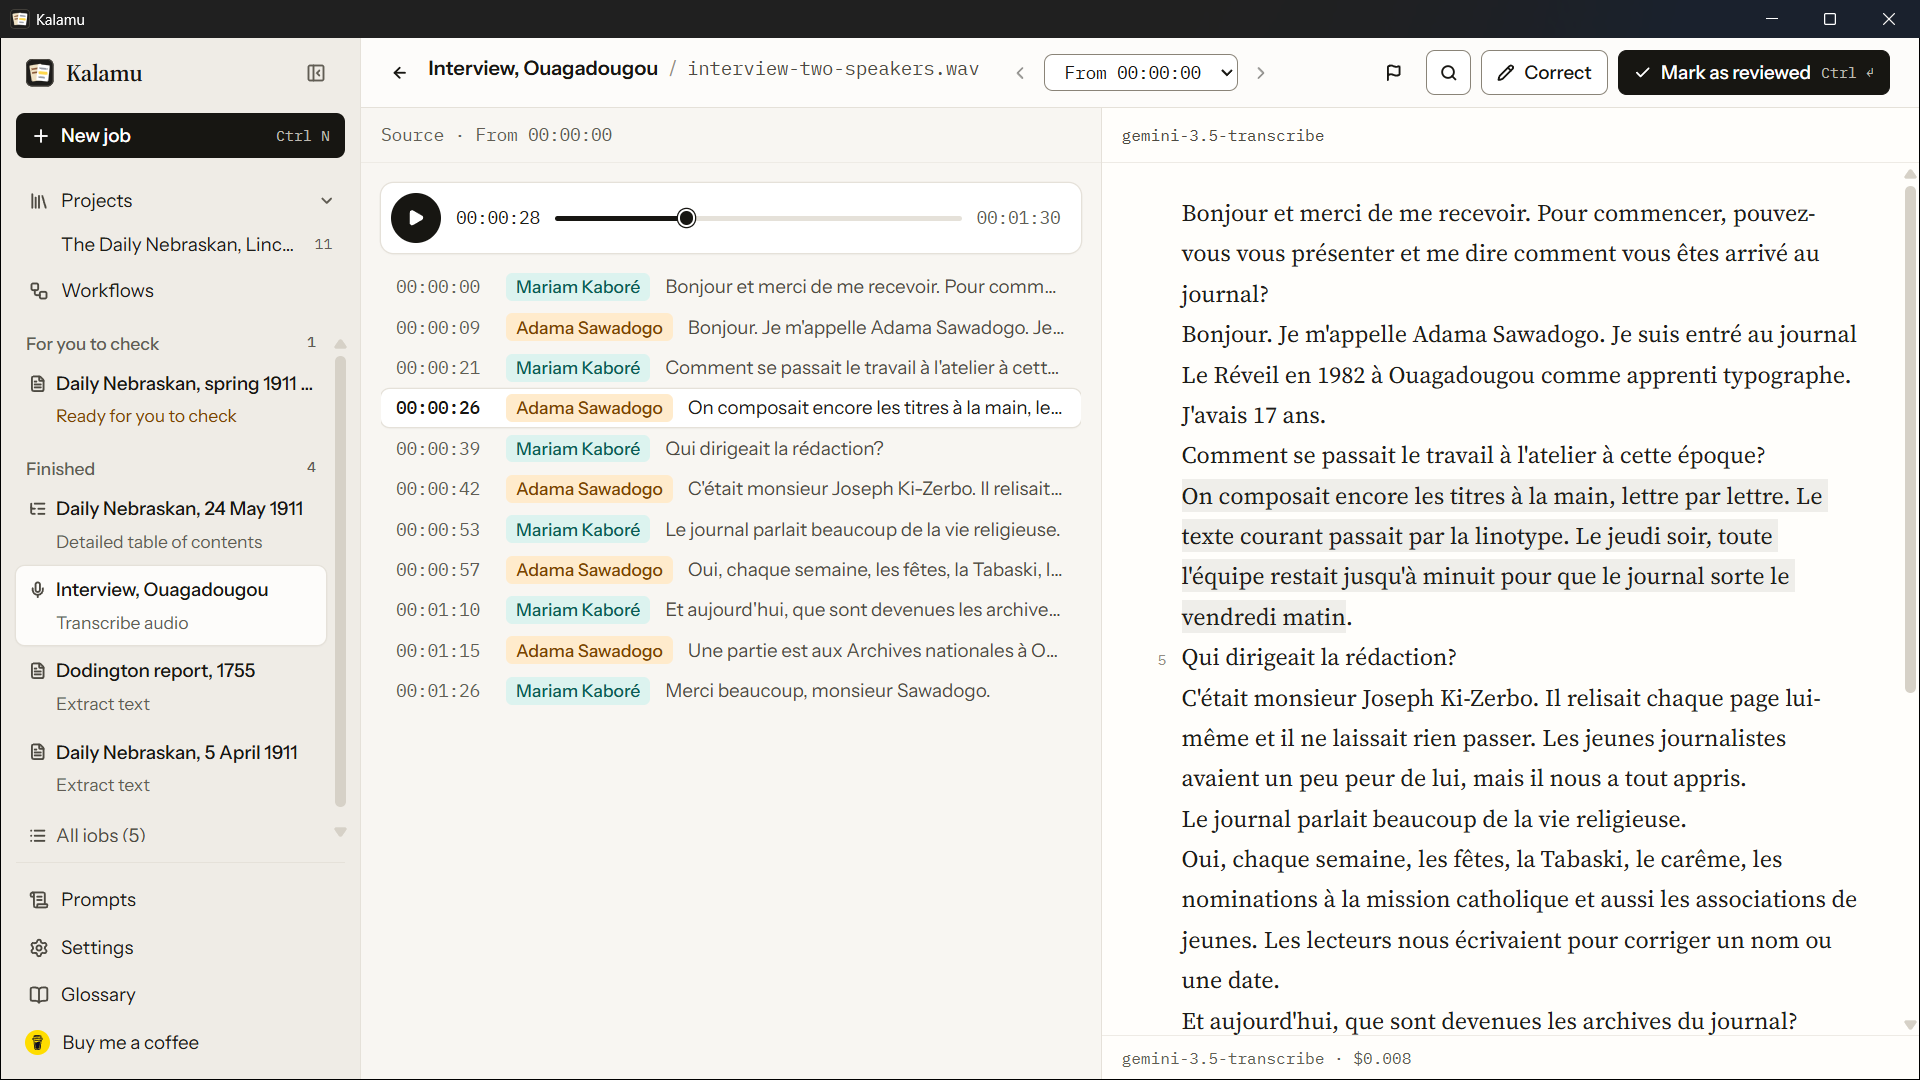 Kalamu
Kalamu
New job Ctrl N
Projects
The Daily Nebraskan, Linc... 11
Workflows
For you to check 1
Daily Nebraskan, spring 1911 ...
Ready for you to check
Finished 4
Daily Nebraskan, 24 May 1911
Detailed table of contents
Interview, Ouagadougou
Transcribe audio
Dodington report, 1755
Extract text
Daily Nebraskan, 5 April 1911
Extract text
All jobs (5)
Prompts
Settings
Glossary
Buy me a coffee
Interview, Ouagadougou / interview-two-speakers.wav
From 00:00:00
Correct
Mark as reviewed Ctrl ↲
Source · From 00:00:00
00:00:28 00:01:30
00:00:00 Mariam Kaboré Bonjour et merci de me recevoir. Pour comm...
00:00:09 Adama Sawadogo Bonjour. Je m'appelle Adama Sawadogo. Je...
00:00:21 Mariam Kaboré Comment se passait le travail à l'atelier à cett...
00:00:26 Adama Sawadogo On composait encore les titres à la main, le...
00:00:39 Mariam Kaboré Qui dirigeait la rédaction?
00:00:42 Adama Sawadogo C'était monsieur Joseph Ki-Zerbo. Il relisait...
00:00:53 Mariam Kaboré Le journal parlait beaucoup de la vie religieuse.
00:00:57 Adama Sawadogo Oui, chaque semaine, les fêtes, la Tabaski, l...
00:01:10 Mariam Kaboré Et aujourd'hui, que sont devenues les archive...
00:01:15 Adama Sawadogo Une partie est aux Archives nationales à O...
00:01:26 Mariam Kaboré Merci beaucoup, monsieur Sawadogo.
gemini-3.5-transcribe
Bonjour et merci de me recevoir. Pour commencer, pouvez-
vous vous présenter et me dire comment vous êtes arrivé au
journal?
Bonjour. Je m'appelle Adama Sawadogo. Je suis entré au journal
Le Réveil en 1982 à Ouagadougou comme apprenti typographe.
J'avais 17 ans.
Comment se passait le travail à l'atelier à cette époque?
On composait encore les titres à la main, lettre par lettre. Le
texte courant passait par la linotype. Le jeudi soir, toute
l'équipe restait jusqu'à minuit pour que le journal sorte le
vendredi matin.
5 Qui dirigeait la rédaction?
C'était monsieur Joseph Ki-Zerbo. Il relisait chaque page lui-
même et il ne laissait rien passer. Les jeunes journalistes
avaient un peu peur de lui, mais il nous a tout appris.
Le journal parlait beaucoup de la vie religieuse.
Oui, chaque semaine, les fêtes, la Tabaski, le carême, les
nominations à la mission catholique et aussi les associations de
jeunes. Les lecteurs nous écrivaient pour corriger un nom ou
une date.
Et aujourd'hui, que sont devenues les archives du journal?
gemini-3.5-transcribe · $0.008